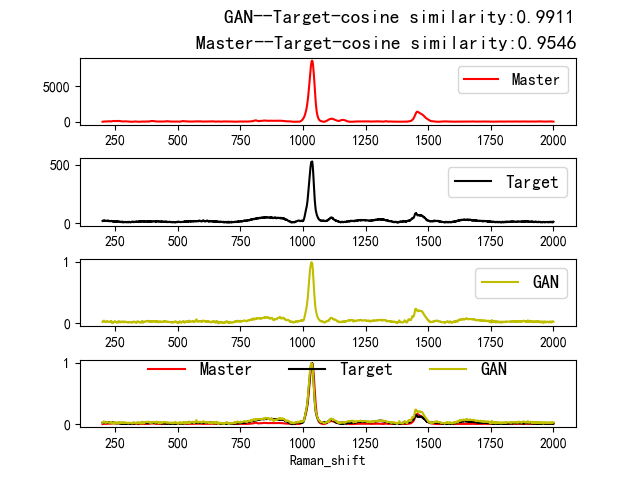 GAN--Target-cosine similarity:0.9911
Master--Target-cosine similarity:0.9546
5000
0
Master
250 500 750 1000 1250 1500 1750 2000
500
0
Target
250 500 750 1000 1250 1500 1750 2000
1
0
GAN
250 500 750 1000 1250 1500 1750 2000
1
0
Master Target GAN
250 500 750 1000 1250 1500 1750 2000
Raman_shift